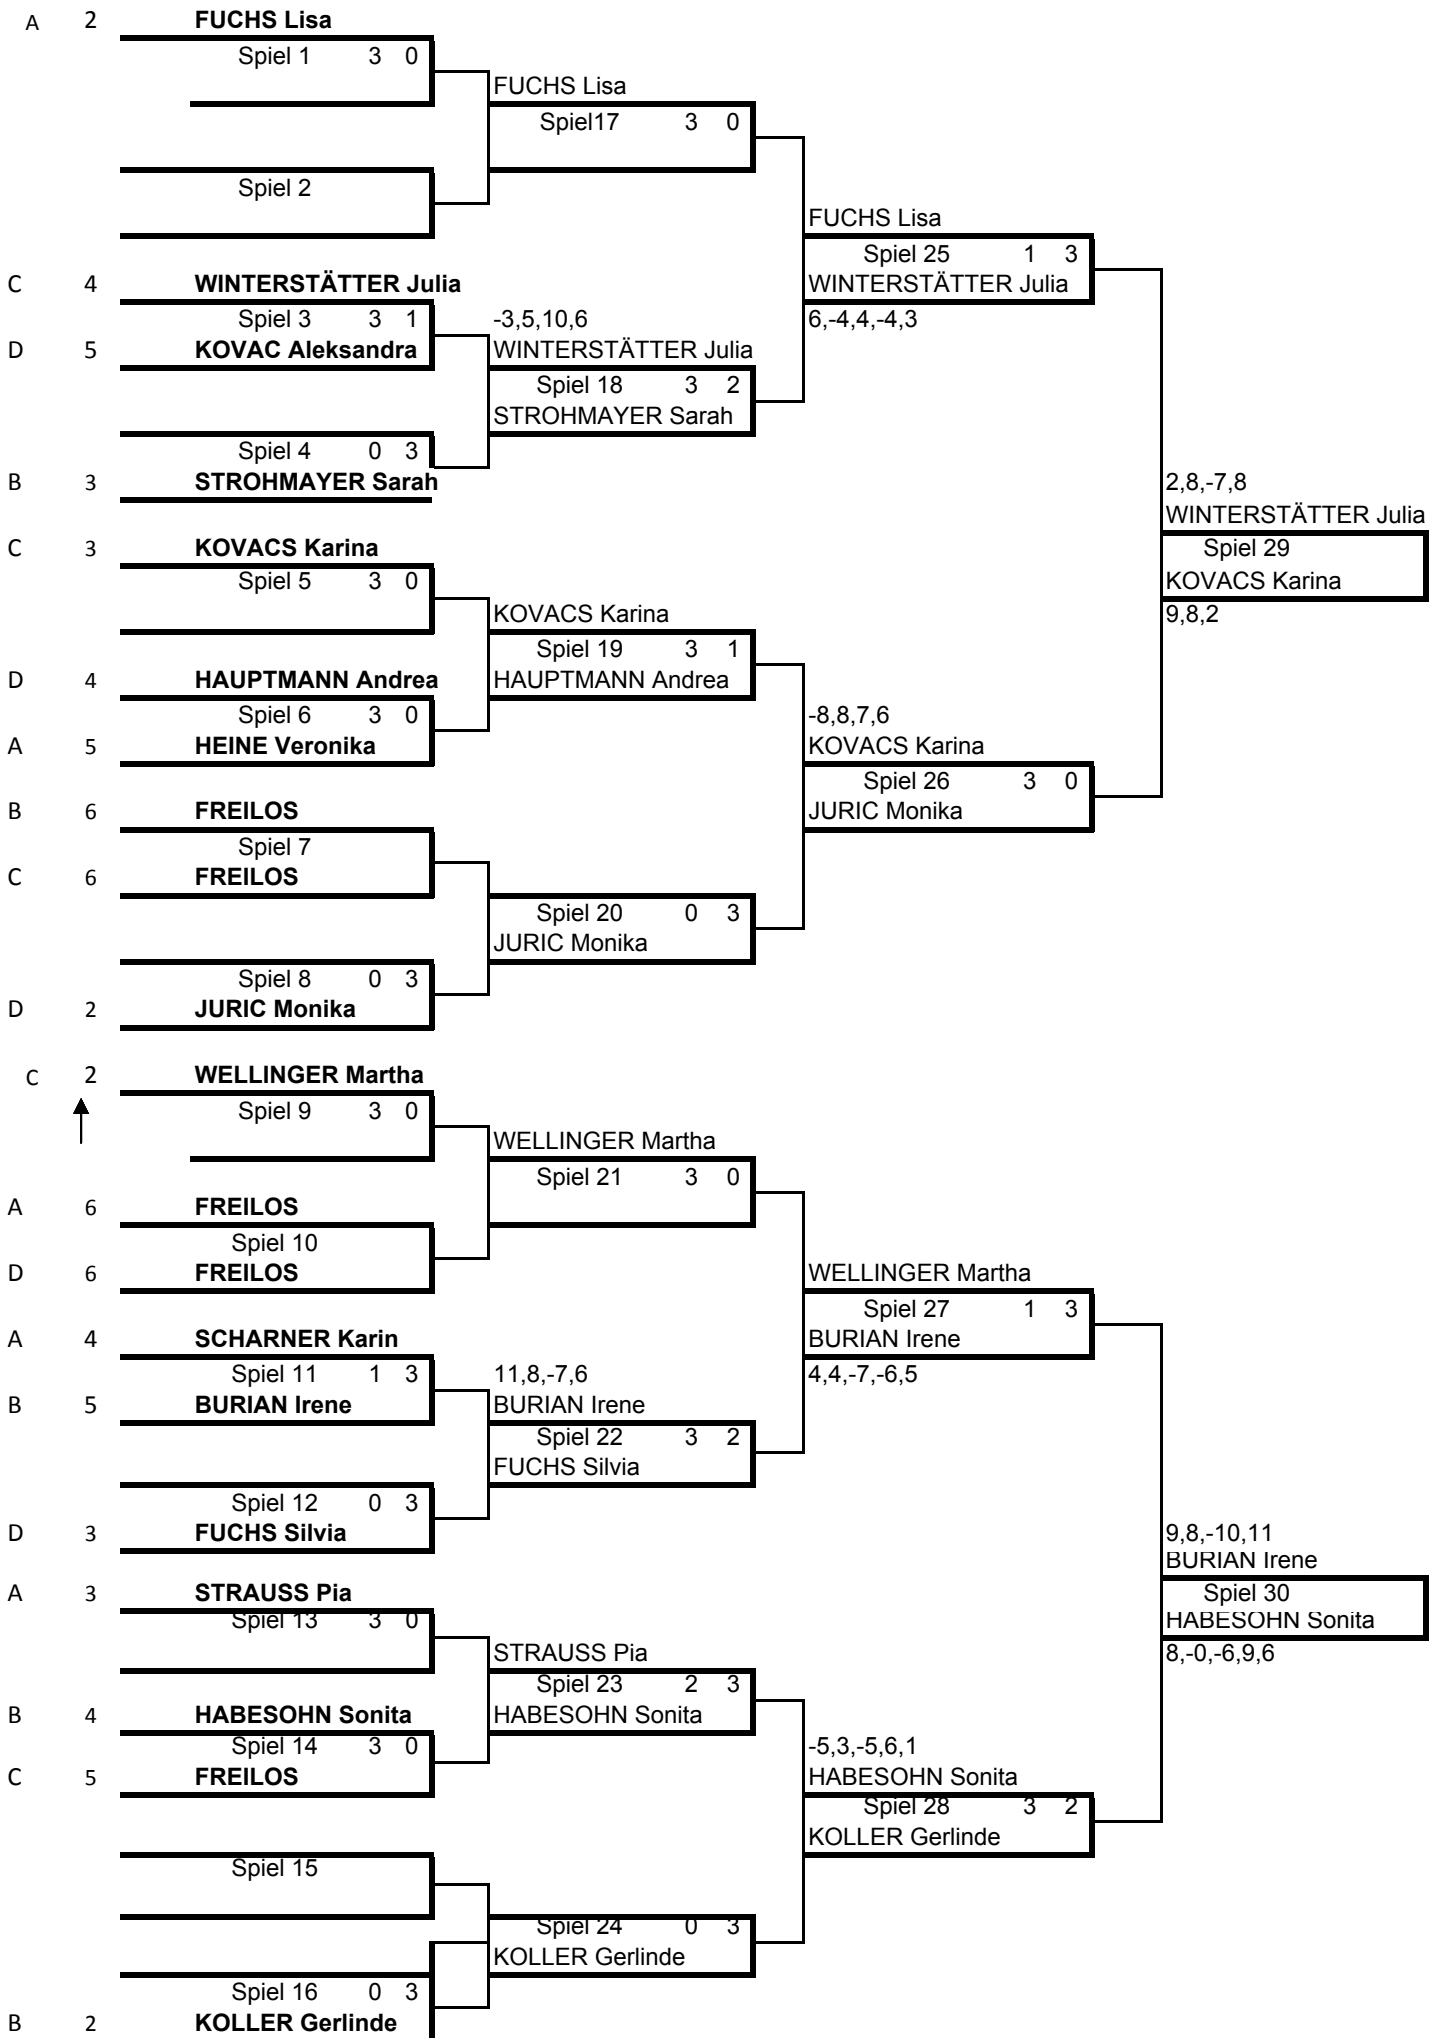 A 2 FUCHS Lisa
Spiel 1 3 0
FUCHS Lisa
Spiel17 3 0
Spiel 2
FUCHS Lisa
Spiel 25 1 3
C 4 WINTERSTÄTTER Julia
WINTERSTÄTTER Julia
Spiel 3 3 1
-3,5,10,6
6,-4,4,-4,3
D 5 KOVAC Aleksandra
WINTERSTÄTTER Julia
Spiel 18 3 2
STROHMAYER Sarah
Spiel 4 0 3
B 3 STROHMAYER Sarah
2,8,-7,8
WINTERSTÄTTER Julia
C 3 KOVACS Karina
Spiel 29
Spiel 5 3 0
KOVACS Karina
KOVACS Karina
9,8,2
Spiel 19 3 1
D 4 HAUPTMANN Andrea
HAUPTMANN Andrea
Spiel 6 3 0
-8,8,7,6
A 5 HEINE Veronika
KOVACS Karina
Spiel 26 3 0
B 6 FREILOS
JURIC Monika
Spiel 7
C 6 FREILOS
Spiel 20 0 3
JURIC Monika
Spiel 8 0 3
D 2 JURIC Monika
C 2 WELLINGER Martha
Spiel 9 3 0
WELLINGER Martha
Spiel 21 3 0
A 6 FREILOS
Spiel 10
D 6 FREILOS
WELLINGER Martha
Spiel 27 1 3
A 4 SCHARNER Karin
BURIAN Irene
Spiel 11 1 3
11,8,-7,6
4,4,-7,-6,5
B 5 BURIAN Irene
BURIAN Irene
Spiel 22 3 2
FUCHS Silvia
Spiel 12 0 3
D 3 FUCHS Silvia
9,8,-10,11
BURIAN Irene
A 3 STRAUSS Pia
Spiel 30
Spiel 13 3 0
HABESOHN Sonita
STRAUSS Pia
8,-0,-6,9,6
Spiel 23 2 3
B 4 HABESOHN Sonita
HABESOHN Sonita
Spiel 14 3 0
-5,3,-5,6,1
C 5 FREILOS
HABESOHN Sonita
Spiel 28 3 2
KOLLER Gerlinde
Spiel 15
Spiel 24 0 3
KOLLER Gerlinde
Spiel 16 0 3
B 2 KOLLER Gerlinde